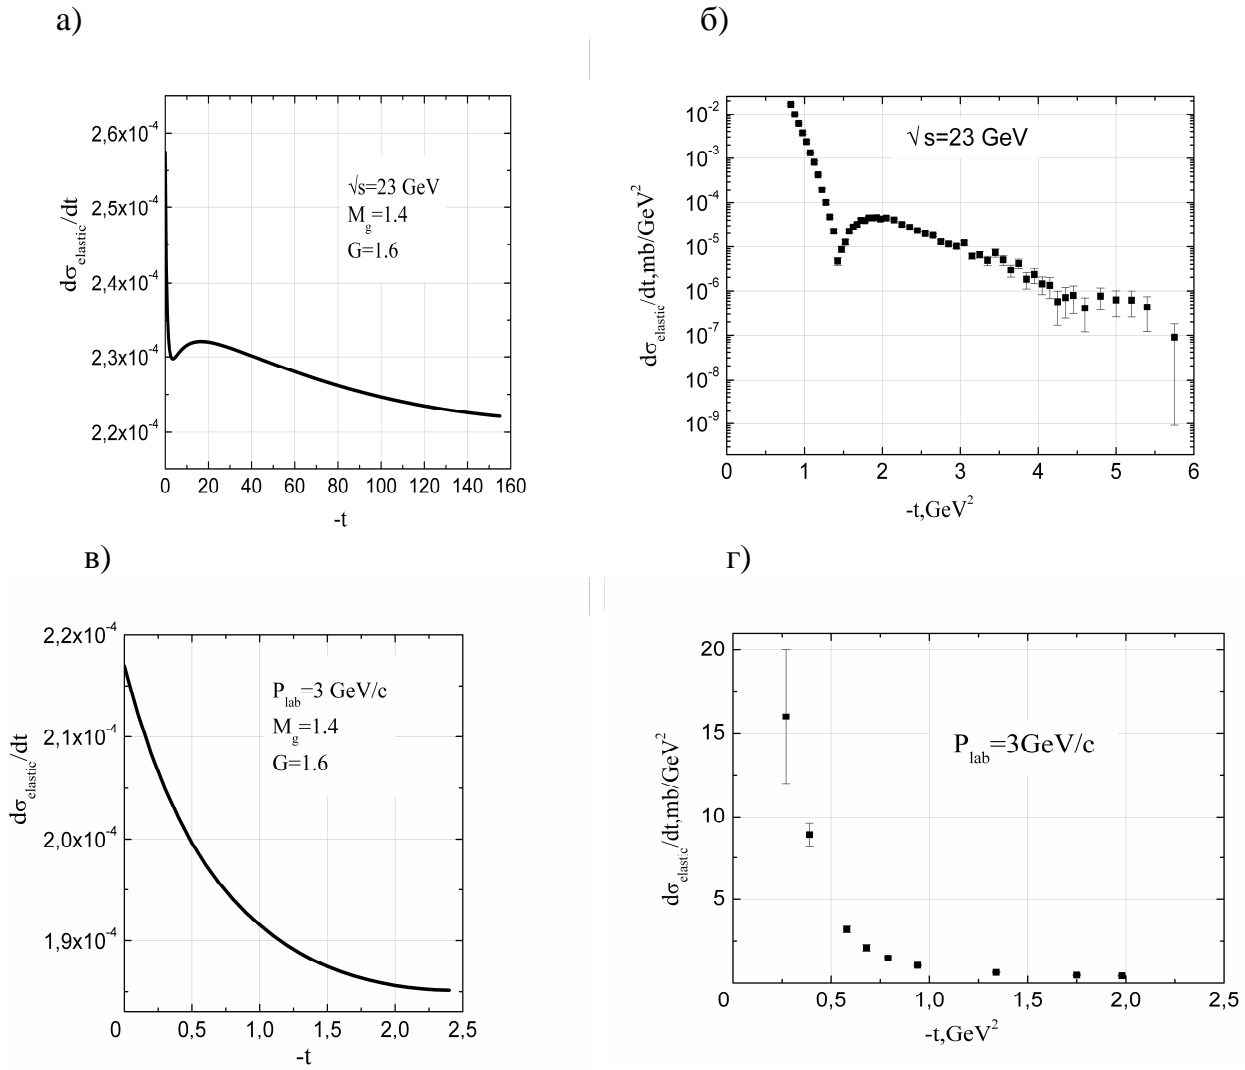 а)
2,6x10⁻⁴
2,5x10⁻⁴
2,4x10⁻⁴
2,3x10⁻⁴
2,2x10⁻⁴
dσelastic/dt
√s=23 GeV
Mg=1.4
G=1.6
0 20 40 60 80 100 120 140 160
-t
б)
10⁻²
10⁻³
10⁻⁴
10⁻⁵
10⁻⁶
10⁻⁷
10⁻⁸
10⁻⁹
dσelastic/dt,mb/GeV²
√s=23 GeV
0 1 2 3 4 5 6
-t,GeV²
в)
2,2x10⁻⁴
2,1x10⁻⁴
2,0x10⁻⁴
1,9x10⁻⁴
dσelastic/dt
Plab=3 GeV/c
Mg=1.4
G=1.6
0 0,5 1,0 1,5 2,0 2,5
-t
г)
20
15
10
5
dσelastic/dt,mb/GeV²
Plab=3GeV/c
0 0,5 1,0 1,5 2,0 2,5
-t,GeV²